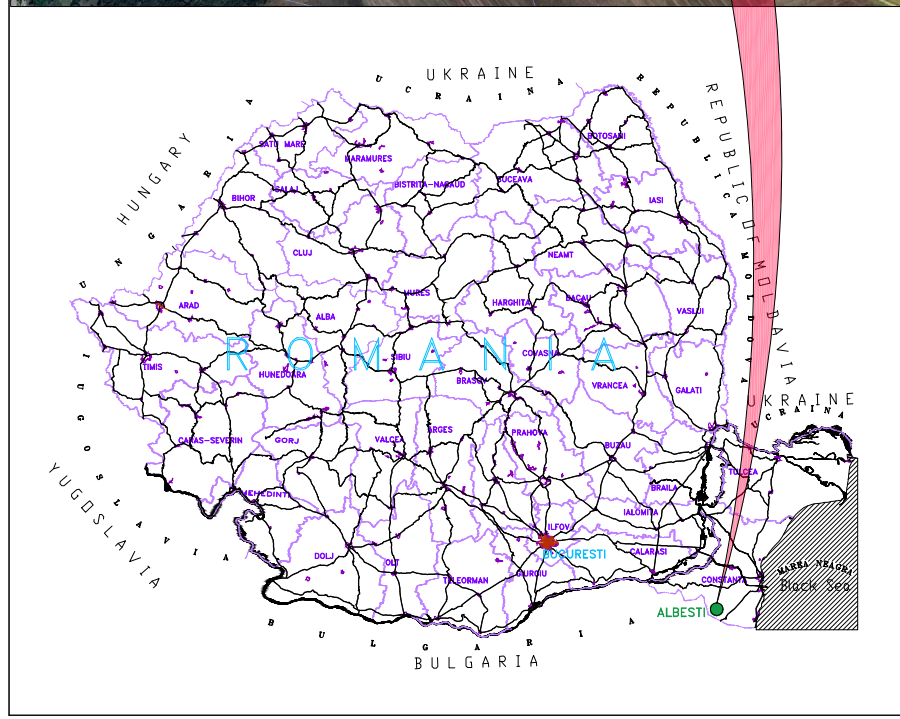 UKRAINE
UCRAINA
HUNGARY
UNGARIA
REPUBLIC OF MOLDAVIA
REPUBLICA MOLDOVA
SATU MARE
MARAMURES
BOTOSANI
BIHOR
SALAJ
BISTRITA-NASAUD
SUCEAVA
IASI
CLUJ
NEAMT
ARAD
ALBA
MURES
HARGHITA
BACAU
VASLUI
ROMANIA
TIMIS
HUNEDOARA
SIBIU
BRASOV
COVASNA
VRANCEA
GALATI
UKRAINE
UCRAINA
IUGOSLAVIA
YUGOSLAVIA
CARAS-SEVERIN
GORJ
VALCEA
ARGES
PRAHOVA
BUZAU
TULCEA
MEHEDINTI
BRAILA
IALOMITA
ILFOV
DOLJ
OLT
BUCURESTI
CALARASI
TELEORMAN
GIURGIU
CONSTANTA
MAREA NEAGRA
Black Sea
ALBESTI
BULGARIA
BULGARIA